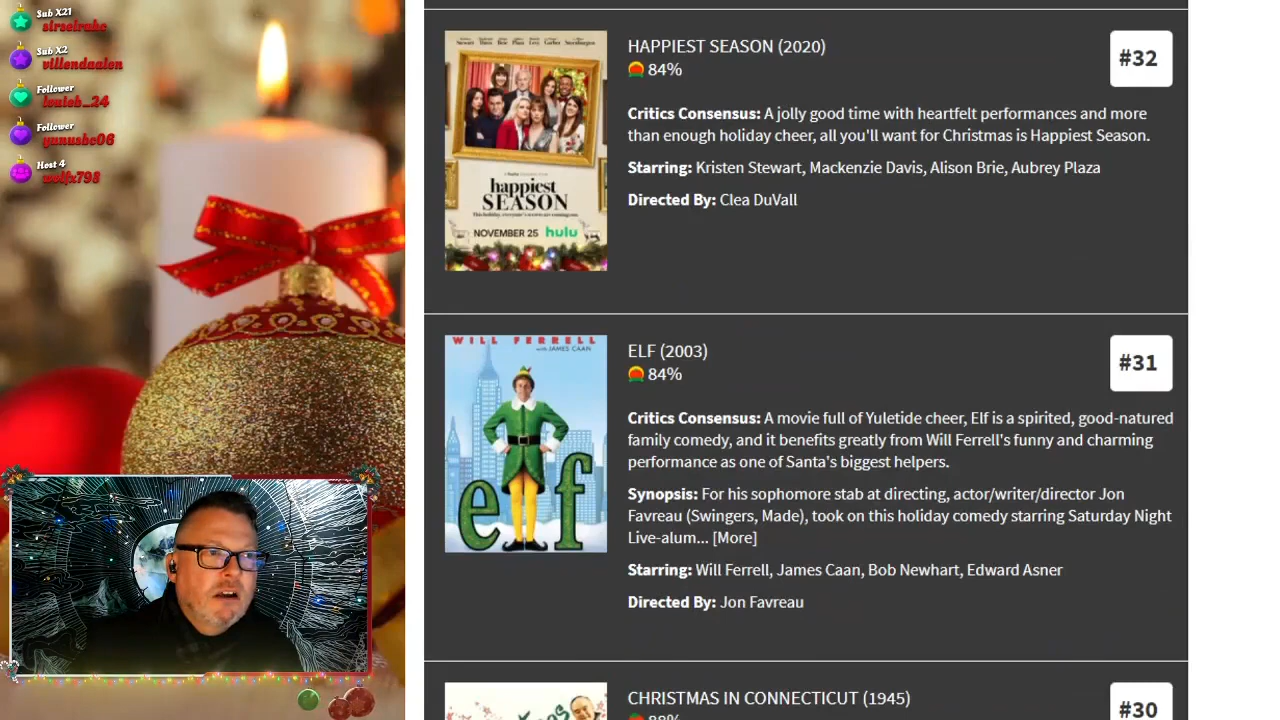 Sub X21
sirseirahc
Sub X2
villendaalen
Follower
Follower
yanushc06
Host 4
wolfx798
HAPPIEST SEASON (2020)
84%
#32
Critics Consensus: A jolly good time with heartfelt performances and more
than enough holiday cheer, all you'll want for Christmas is Happiest Season.
Starring: Kristen Stewart, Mackenzie Davis, Alison Brie, Aubrey Plaza
Directed By: Clea DuVall
happiest
SEASON
NOVEMBER 25 hulu
ELF (2003)
84%
#31
Critics Consensus: A movie full of Yuletide cheer, Elf is a spirited, good-natured
family comedy, and it benefits greatly from Will Ferrell's funny and charming
performance as one of Santa's biggest helpers.
Synopsis: For his sophomore stab at directing, actor/writer/director Jon
Favreau (Swingers, Made), took on this holiday comedy starring Saturday Night
Live-alum... [More]
Starring: Will Ferrell, James Caan, Bob Newhart, Edward Asner
Directed By: Jon Favreau
WILL FERRELL
with JAMES CAAN
elf
CHRISTMAS IN CONNECTICUT (1945)
#30